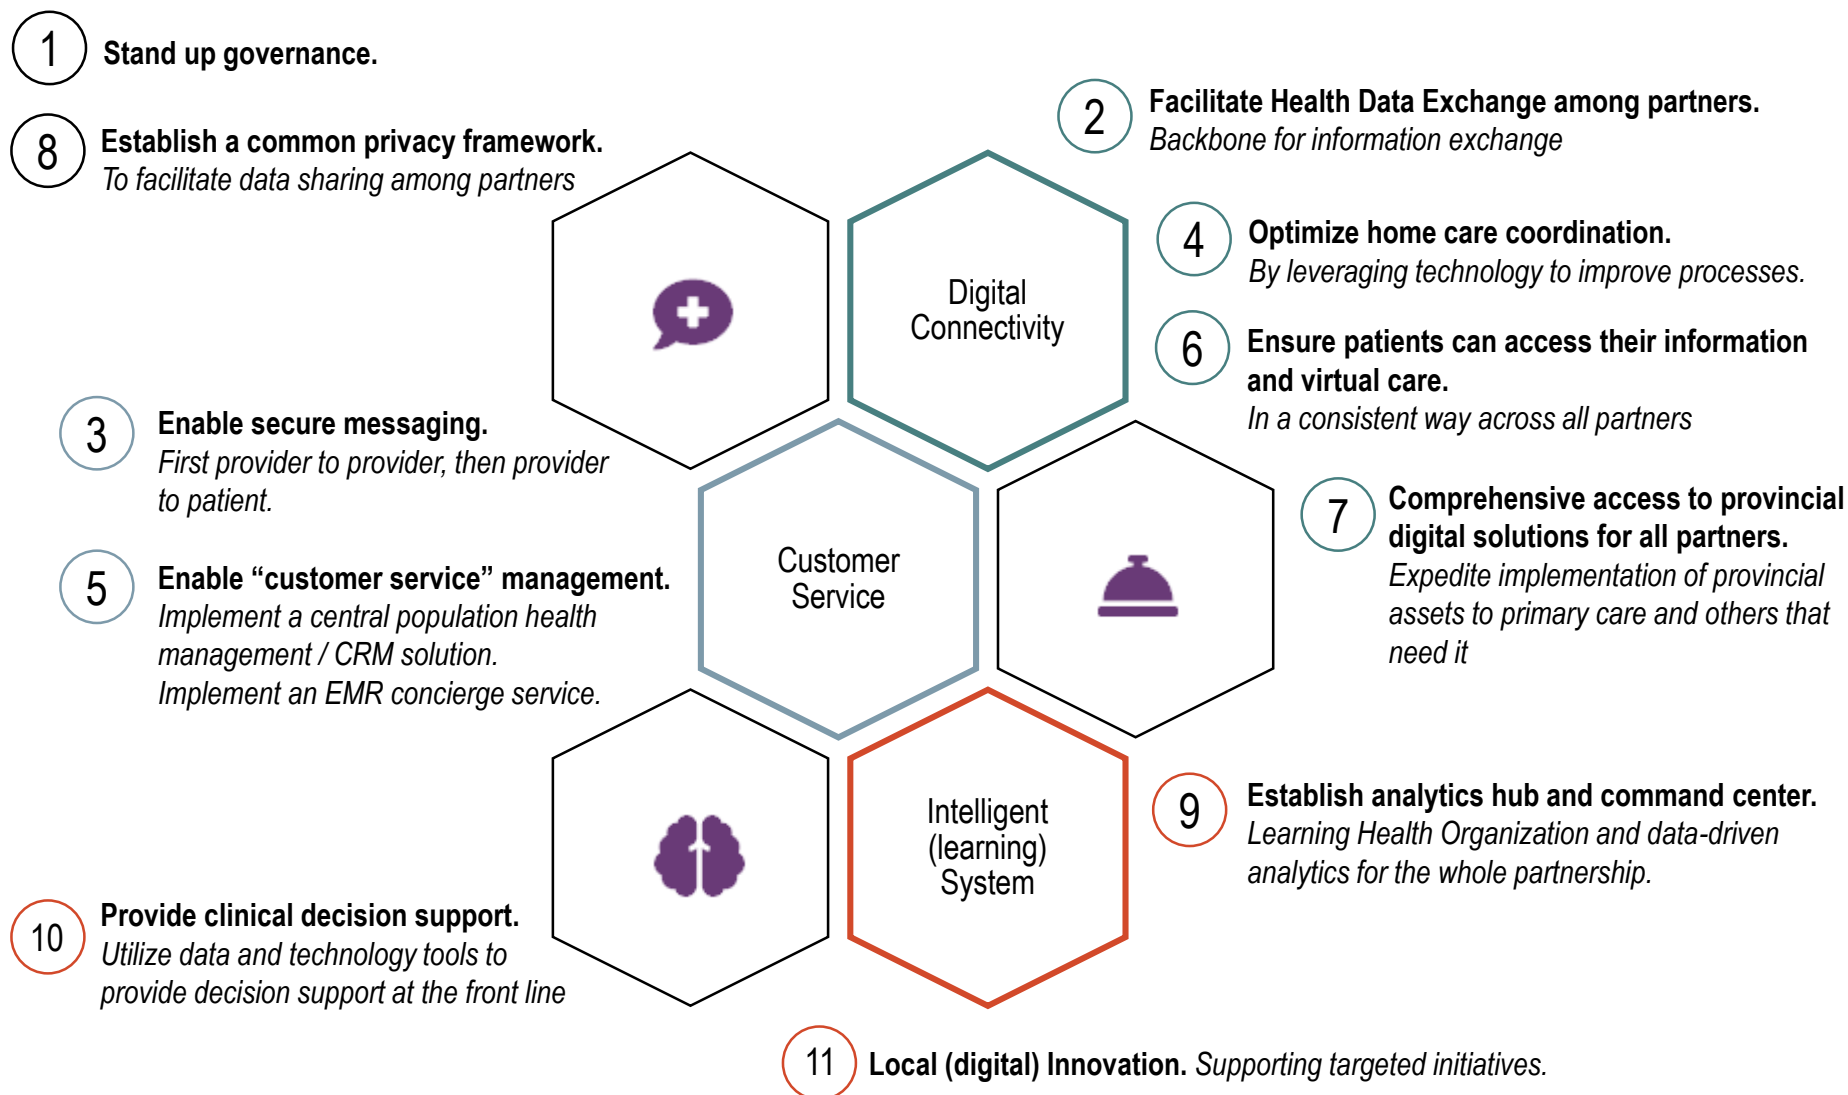 1
Stand up governance.
8
Establish a common privacy framework.
To facilitate data sharing among partners
2
Facilitate Health Data Exchange among partners.
Backbone for information exchange
4
Optimize home care coordination.
By leveraging technology to improve processes.
6
Ensure patients can access their information
and virtual care.
In a consistent way across all partners
Digital
Connectivity
3
Enable secure messaging.
First provider to provider, then provider
to patient.
5
Enable “customer service” management.
Implement a central population health
management / CRM solution.
Implement an EMR concierge service.
Customer
Service
7
Comprehensive access to provincial
digital solutions for all partners.
Expedite implementation of provincial
assets to primary care and others that
need it
Intelligent
(learning)
System
9
Establish analytics hub and command center.
Learning Health Organization and data-driven
analytics for the whole partnership.
10
Provide clinical decision support.
Utilize data and technology tools to
provide decision support at the front line
11
Local (digital) Innovation. Supporting targeted initiatives.